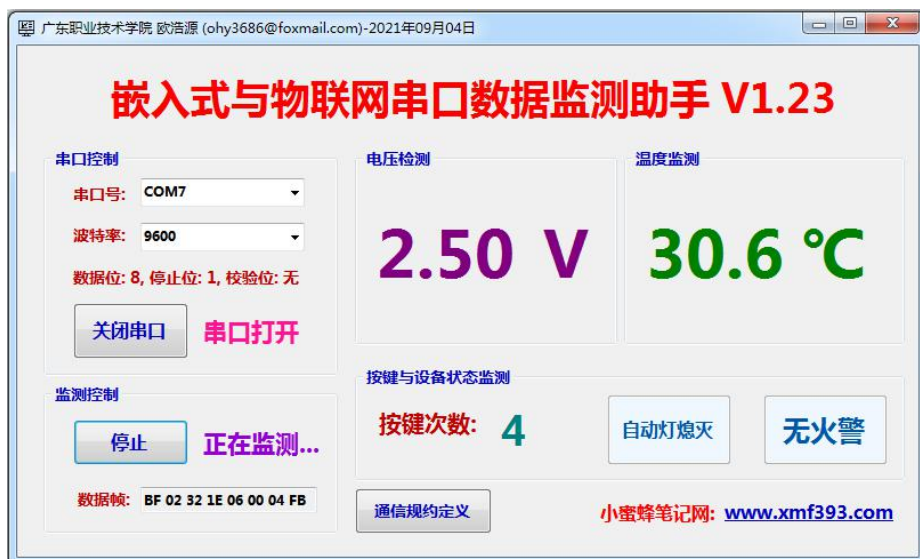 广东职业技术学院 欧浩源 (ohy3686@foxmail.com)-2021年09月04日
嵌入式与物联网串口数据监测助手 V1.23
串口控制
串口号: COM7
波特率: 9600
数据位: 8, 停止位: 1, 校验位: 无
关闭串口 串口打开
电压检测
2.50 V
温度监测
30.6 ℃
监测控制
停止 正在监测...
数据帧: BF 02 32 1E 06 00 04 FB
按键与设备状态监测
按键次数: 4 自动灯熄灭 无火警
通信规约定义
小蜜蜂笔记网: www.xmf393.com